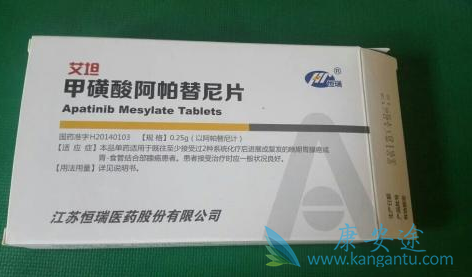 艾坦
甲磺酸阿帕替尼片
Apatinib Mesylate Tablets
恒瑞
国药准字H20140103 【规 格】0.25g（以阿帕替尼计）
【适 应 症】本品单药适用于既往至少接受过2种系统化疗后进展或复发的晚期胃腺癌或
胃-食管结合部腺癌患者。患者接受治疗时应一般状况良好。
【用法用量】详见说明书。
江苏恒瑞医药股份有限公司
康安途
www.kangantu.com